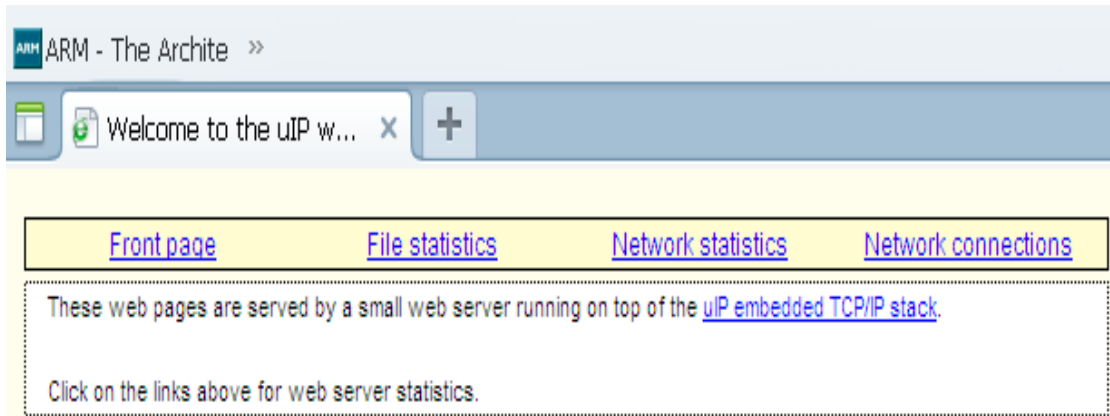 ARM ARM - The Archite »
Welcome to the uIP w...
Front page File statistics Network statistics Network connections
These web pages are served by a small web server running on top of the uIP embedded TCP/IP stack.
Click on the links above for web server statistics.